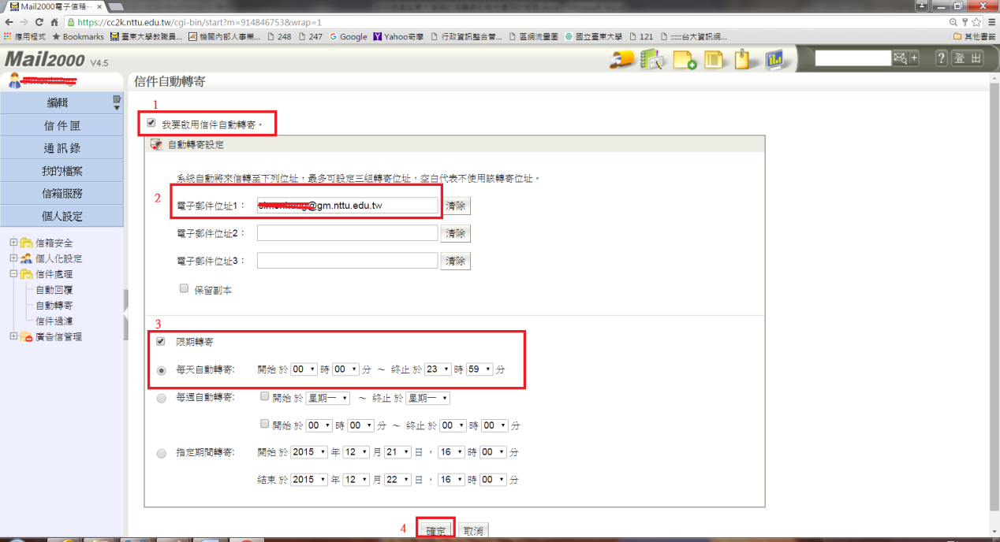 Mail2000電子信箱-- ×
https://cc2k.nttu.edu.tw/cgi-bin/start?m=914846753&wrap=1
應用程式 Bookmarks 臺東大學教職員... 機關內部人事業... 248 247 Google Yahoo奇摩 行政資訊整合管... 區網流量圖 國立臺東大學 121 ::::::台大資訊網... 其他書籤
Mail2000 V4.5
? 登 出
信件自動轉寄
編輯
信 件 匣
通 訊 錄
我的檔案
信箱服務
個人設定
信箱安全
個人化設定
信件處理
自動回覆
自動轉寄
信件過濾
廣告信管理
1
我要啟用信件自動轉寄。
自動轉寄設定
系統自動將來信轉至下列位址，最多可設定三組轉寄位址，空白代表不使用該轉寄位址。
2
電子郵件位址1： @gm.nttu.edu.tw 清除
電子郵件位址2： 清除
電子郵件位址3： 清除
保留副本
3
限期轉寄
每天自動轉寄: 開始 於 00 時 00 分 ～ 終止 於 23 時 59 分
每週自動轉寄: 開始 於 星期一 ～ 終止 於 星期一
開始 於 00 時 00 分 ～ 終止 於 00 時 00 分
指定期間轉寄: 開始 於 2015 年 12 月 21 日 ， 16 時 00 分
結束 於 2015 年 12 月 22 日 ， 16 時 00 分
4 確定 取消